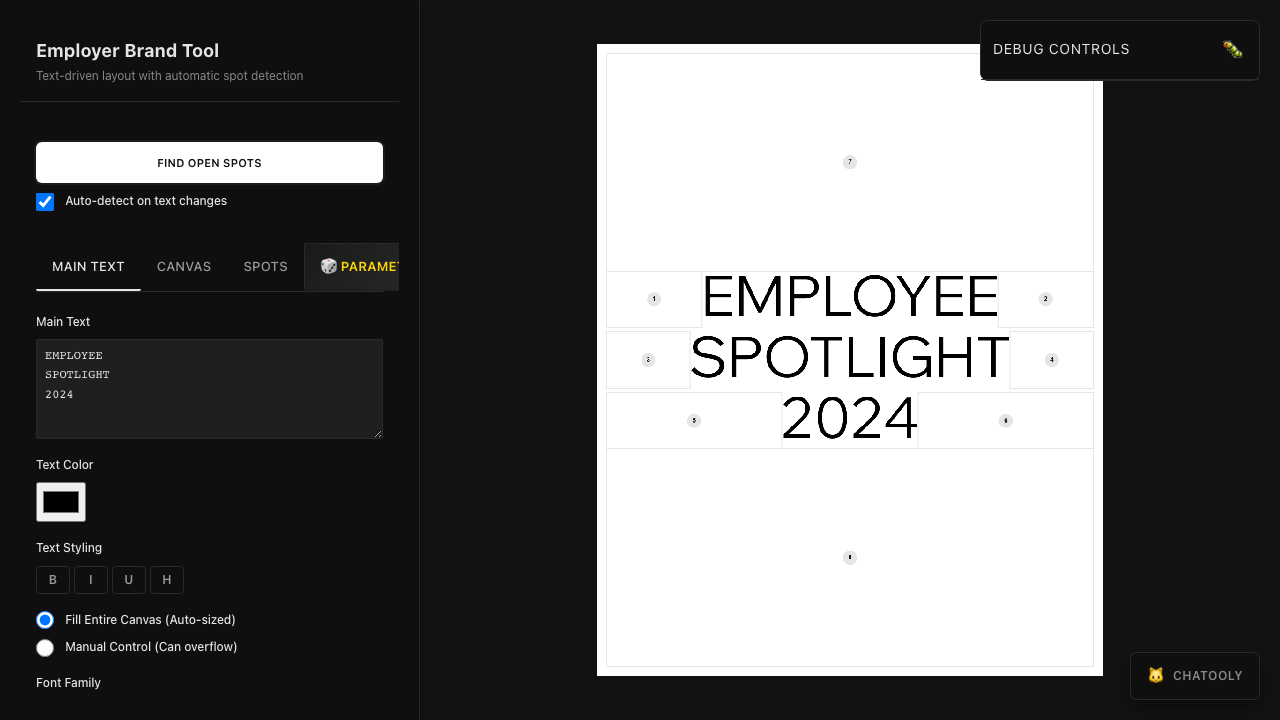 Employer Brand Tool
Text-driven layout with automatic spot detection
FIND OPEN SPOTS
Auto-detect on text changes
MAIN TEXT
CANVAS
SPOTS
PARAMET
Main Text
EMPLOYEE
SPOTLIGHT
2024
Text Color
Text Styling
B
I
U
H
Fill Entire Canvas (Auto-sized)
Manual Control (Can overflow)
Font Family
DEBUG CONTROLS
7
1
EMPLOYEE
2
3
SPOTLIGHT
4
5
2024
6
8
CHATOOLY